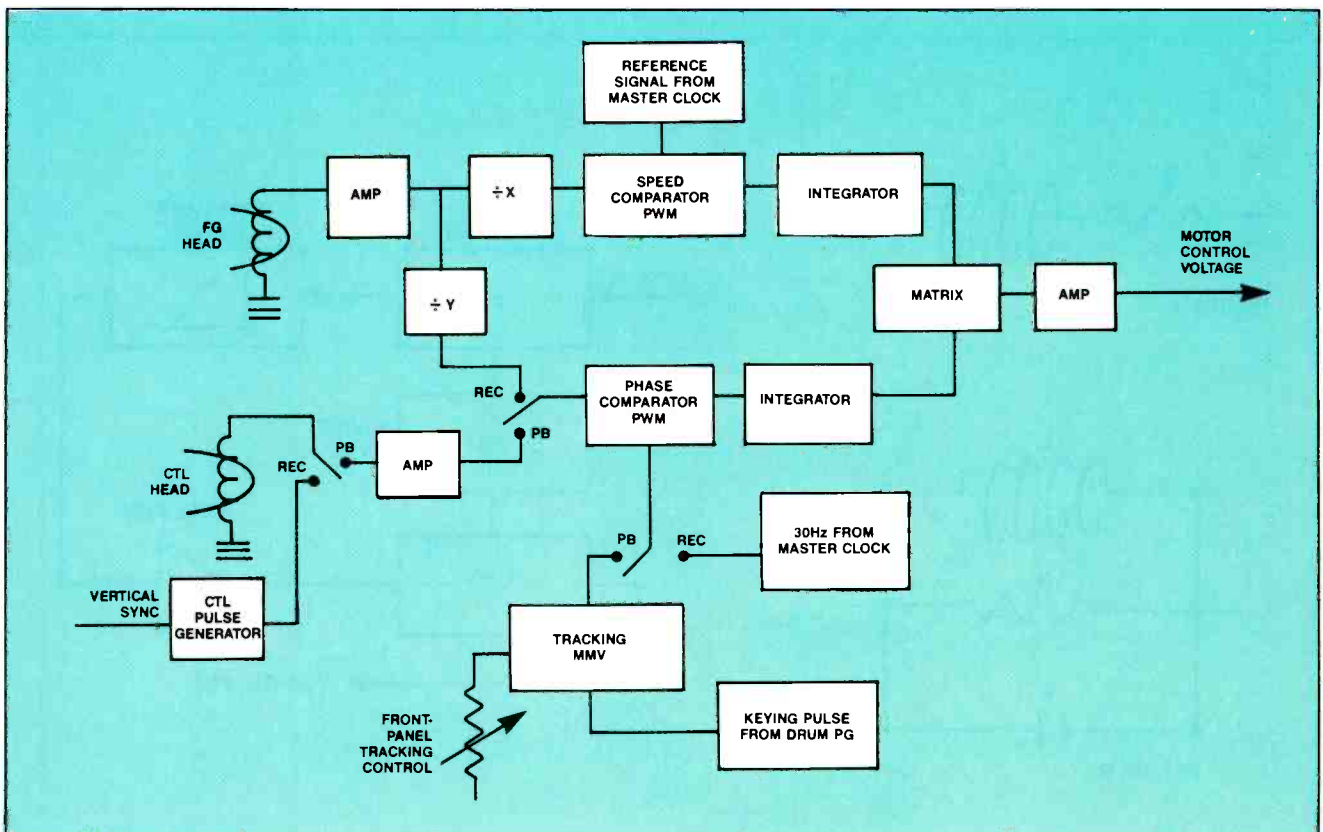 REFERENCE
SIGNAL FROM
MASTER CLOCK
AMP
÷X
SPEED
COMPARATOR
PWM
INTEGRATOR
FG
HEAD
MOTOR
CONTROL
VOLTAGE
÷Y
MATRIX
AMP
REC
PB
PHASE
COMPARATOR
PWM
INTEGRATOR
CTL
HEAD
REC
PB
AMP
PB
REC
30Hz FROM
MASTER CLOCK
VERTICAL
SYNC
CTL
PULSE
GENERATOR
TRACKING
MMV
FRONT-
PANEL
TRACKING
CONTROL
KEYING PULSE
FROM DRUM PG